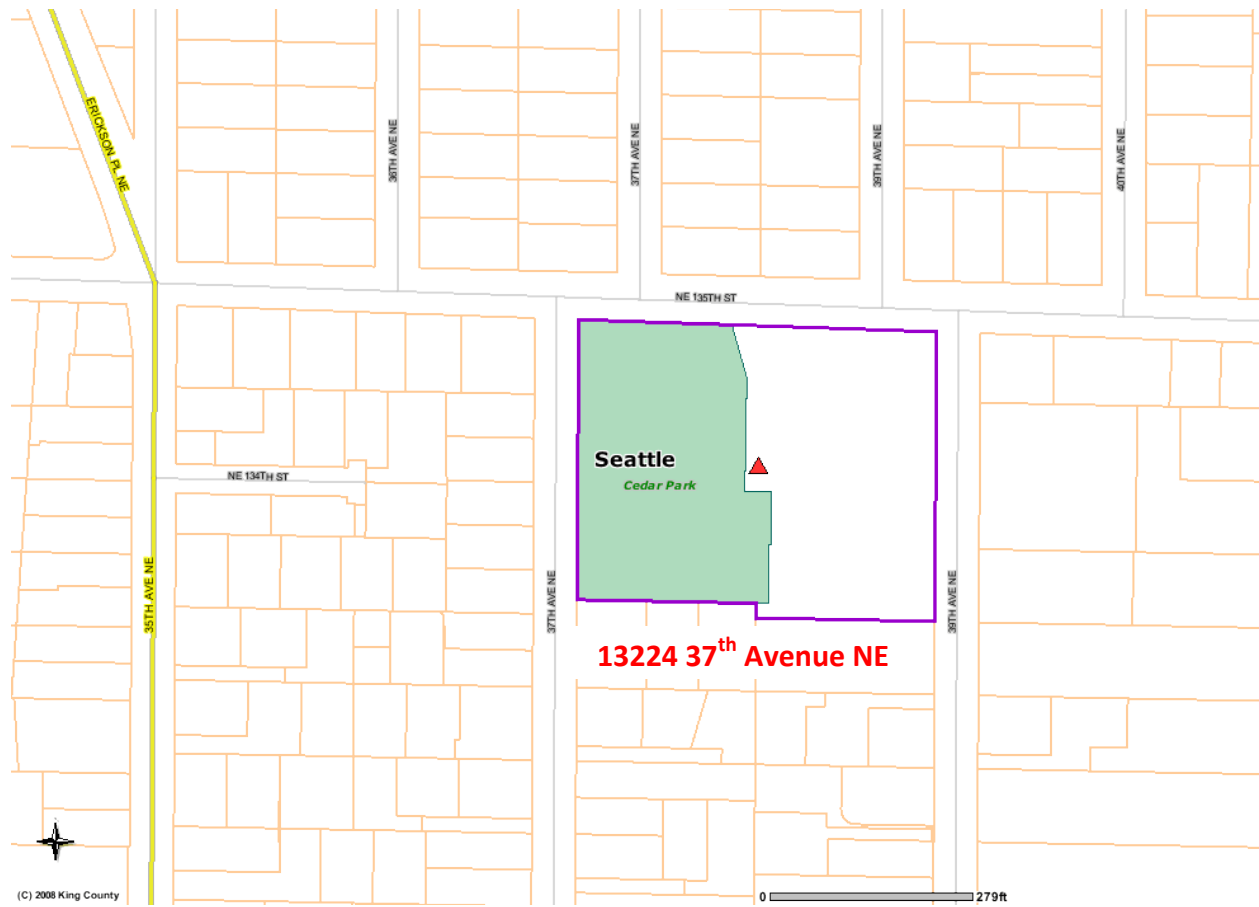 ERICKSON PL NE
36TH AVE NE
37TH AVE NE
39TH AVE NE
40TH AVE NE
NE 135TH ST
Seattle
Cedar Park
NE 134TH ST
35TH AVE NE
37TH AVE NE
39TH AVE NE
13224 37th Avenue NE
(C) 2008 King County
0 279ft